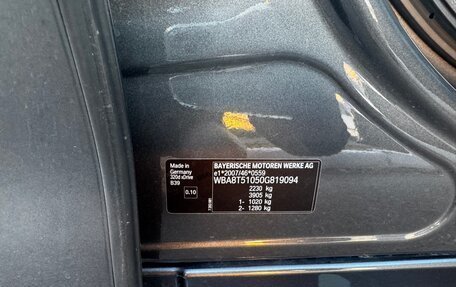 Made in
Germany
320d xDrive
B39
0.10
BAYERISCHE MOTOREN WERKE AG
e1*2007/46*0559
WBA8T51050G819094
2230 kg
3905 kg
1- 1020 kg
2- 1280 kg